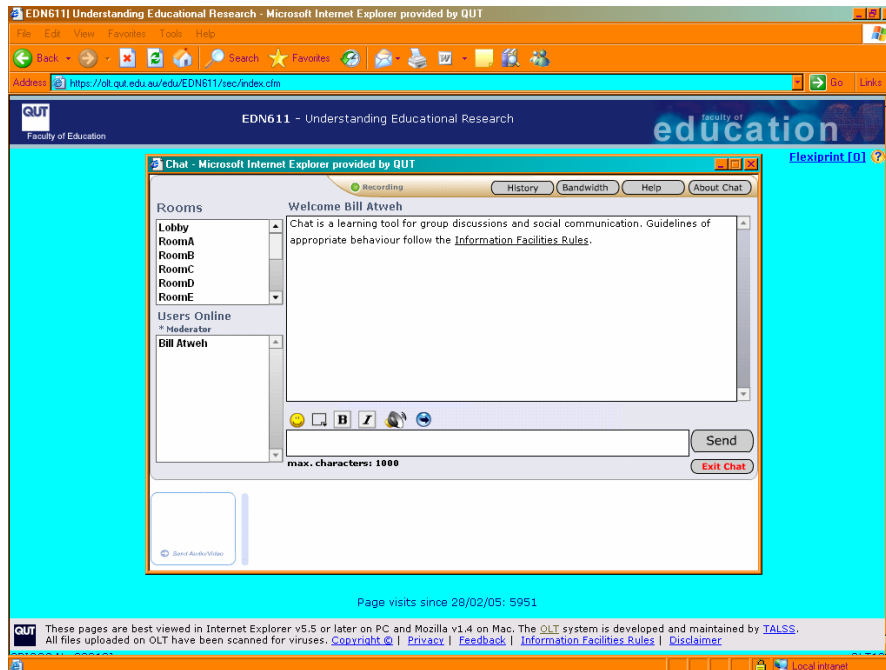 EDN611| Understanding Educational Research - Microsoft Internet Explorer provided by QUT
File Edit View Favorites Tools Help
Back Search Favorites
Address https://olt.qut.edu.au/edu/EDN611/sec/index.cfm Go Links
QUT
Faculty of Education
EDN611 - Understanding Educational Research
faculty of
education
Flexiprint [0]
Chat - Microsoft Internet Explorer provided by QUT
Recording History Bandwidth Help About Chat
Rooms
Lobby
RoomA
RoomB
RoomC
RoomD
RoomE
Users Online
* Moderator
Bill Atweh
Welcome Bill Atweh
Chat is a learning tool for group discussions and social communication. Guidelines of
appropriate behaviour follow the Information Facilities Rules.
B I
Send
max. characters: 1000
Exit Chat
Send Audio/Video
Page visits since 28/02/05: 5951
QUT
These pages are best viewed in Internet Explorer v5.5 or later on PC and Mozilla v1.4 on Mac. The OLT system is developed and maintained by TALSS.
All files uploaded on OLT have been scanned for viruses. Copyright © | Privacy | Feedback | Information Facilities Rules | Disclaimer
Local intranet